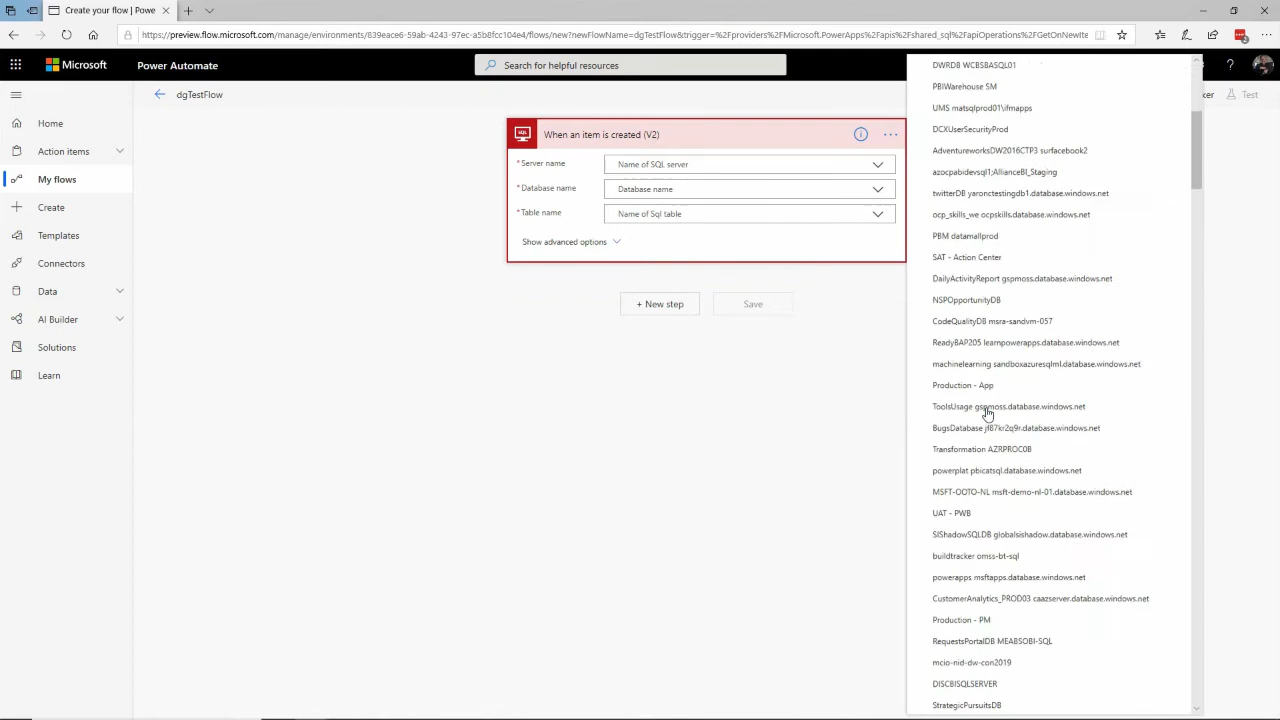 Create your flow | Powe
https://preview.flow.microsoft.com/manage/environments/839eace6-59ab-4243-97ec-a5b8fcc104e4/flows/new?newFlowName=dgTestFlow&trigger=%2Fproviders%2FMicrosoft.PowerApps%2Fapis%2Fshared_sql%2FapiOperations%2FGetOnNewIte
Microsoft
Power Automate
Search for helpful resources
?
dgTestFlow
cker
Test
Home
Action items
My flows
Create
Templates
Connectors
Data
AI Builder
Solutions
Learn
SQL
When an item is created (V2)
* Server name
Name of SQL server
* Database name
Database name
* Table name
Name of Sql table
Show advanced options
+ New step
Save
DWRDB WCBSBASQL01
PBIWarehouse SM
UMS matsqlprod01\ifmapps
DCXUserSecurityProd
AdventureworksDW2016CTP3 surfacebook2
azocpabidevsql1;AllianceBI_Staging
twitterDB yaronctestingdb1.database.windows.net
ocp_skills_we ocpskills.database.windows.net
PBM datamallprod
SAT - Action Center
DailyActivityReport gspmoss.database.windows.net
NSPOpportunityDB
CodeQualityDB msra-sandvm-057
ReadyBAP205 learnpowerapps.database.windows.net
machinelearning sandboxazuresqlml.database.windows.net
Production - App
ToolsUsage gspmoss.database.windows.net
BugsDatabase jf87kr2q9r.database.windows.net
Transformation AZRPROC0B
powerplat pbicatsql.database.windows.net
MSFT-OOTO-NL msft-demo-nl-01.database.windows.net
UAT - PWB
SIShadowSQLDB globalsishadow.database.windows.net
buildtracker omss-bt-sql
powerapps msftapps.database.windows.net
CustomerAnalytics_PROD03 caazserver.database.windows.net
Production - PM
RequestsPortalDB MEABSOBI-SQL
mcio-nid-dw-con2019
DISCBISQLSERVER
StrategicPursuitsDB